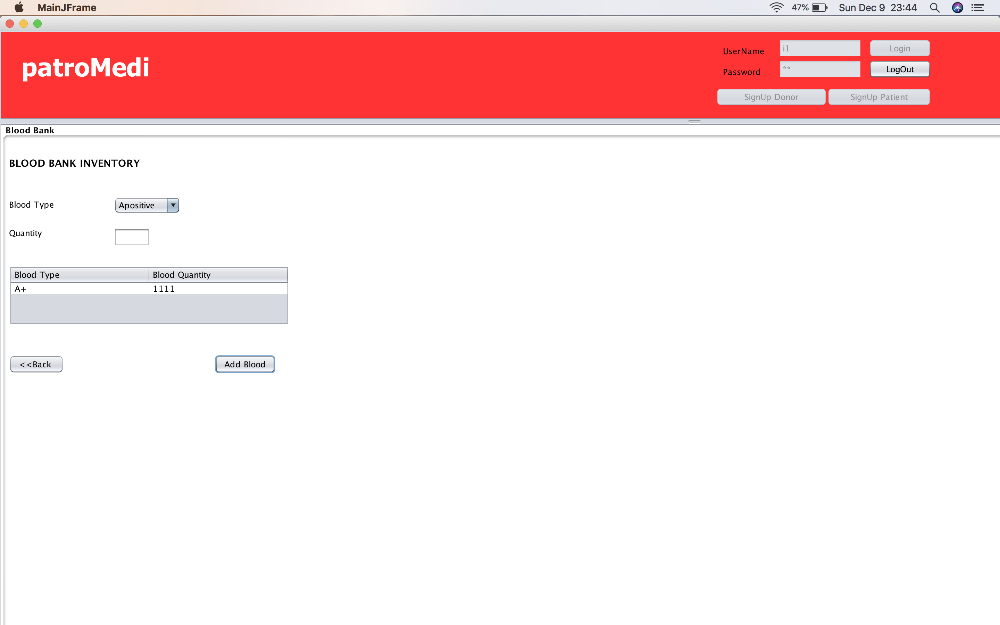 MainJFrame 47% Sun Dec 9 23:44
patroMedi
UserName i1 Login
Password ** LogOut
SignUp Donor SignUp Patient
Blood Bank
BLOOD BANK INVENTORY
Blood Type Apositive
Quantity
Blood Type Blood Quantity
A+ 1111
<<Back Add Blood